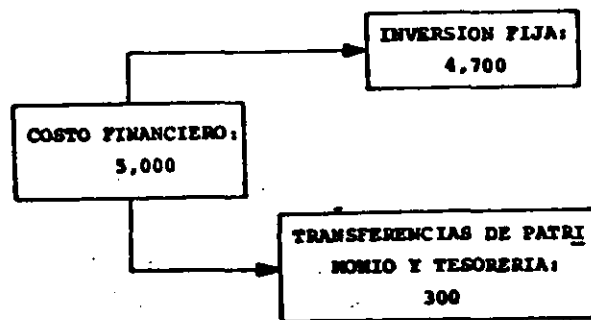 INVERSION FIJA:
4,700
COSTO FINANCIERO:
5,000
TRANSFERENCIAS DE PATRI
MONIO Y TESORERIA:
300